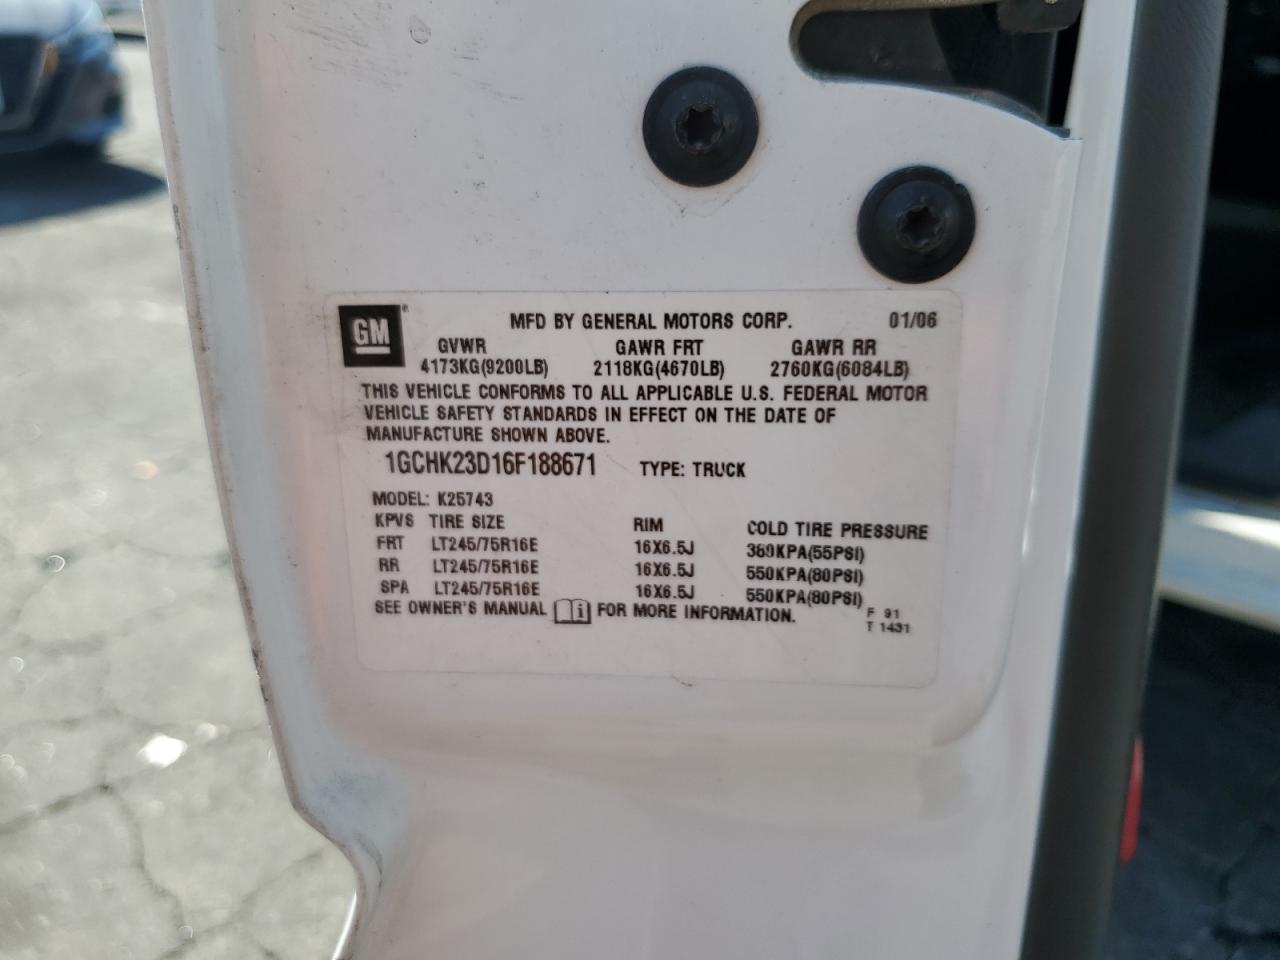 GM
MFD BY GENERAL MOTORS CORP. 01/06
GVWR GAWR FRT GAWR RR
4173KG(9200LB) 2118KG(4670LB) 2760KG(6084LB)
THIS VEHICLE CONFORMS TO ALL APPLICABLE U.S. FEDERAL MOTOR
VEHICLE SAFETY STANDARDS IN EFFECT ON THE DATE OF
MANUFACTURE SHOWN ABOVE.
1GCHK23D16F188671 TYPE: TRUCK
MODEL: K25743
KPVS TIRE SIZE RIM COLD TIRE PRESSURE
FRT LT245/75R16E 16X6.5J 380KPA(55PSI)
RR LT245/75R16E 16X6.5J 550KPA(80PSI)
SPA LT245/75R16E 16X6.5J 550KPA(80PSI)
SEE OWNER'S MANUAL i FOR MORE INFORMATION.
F 91
T 1431